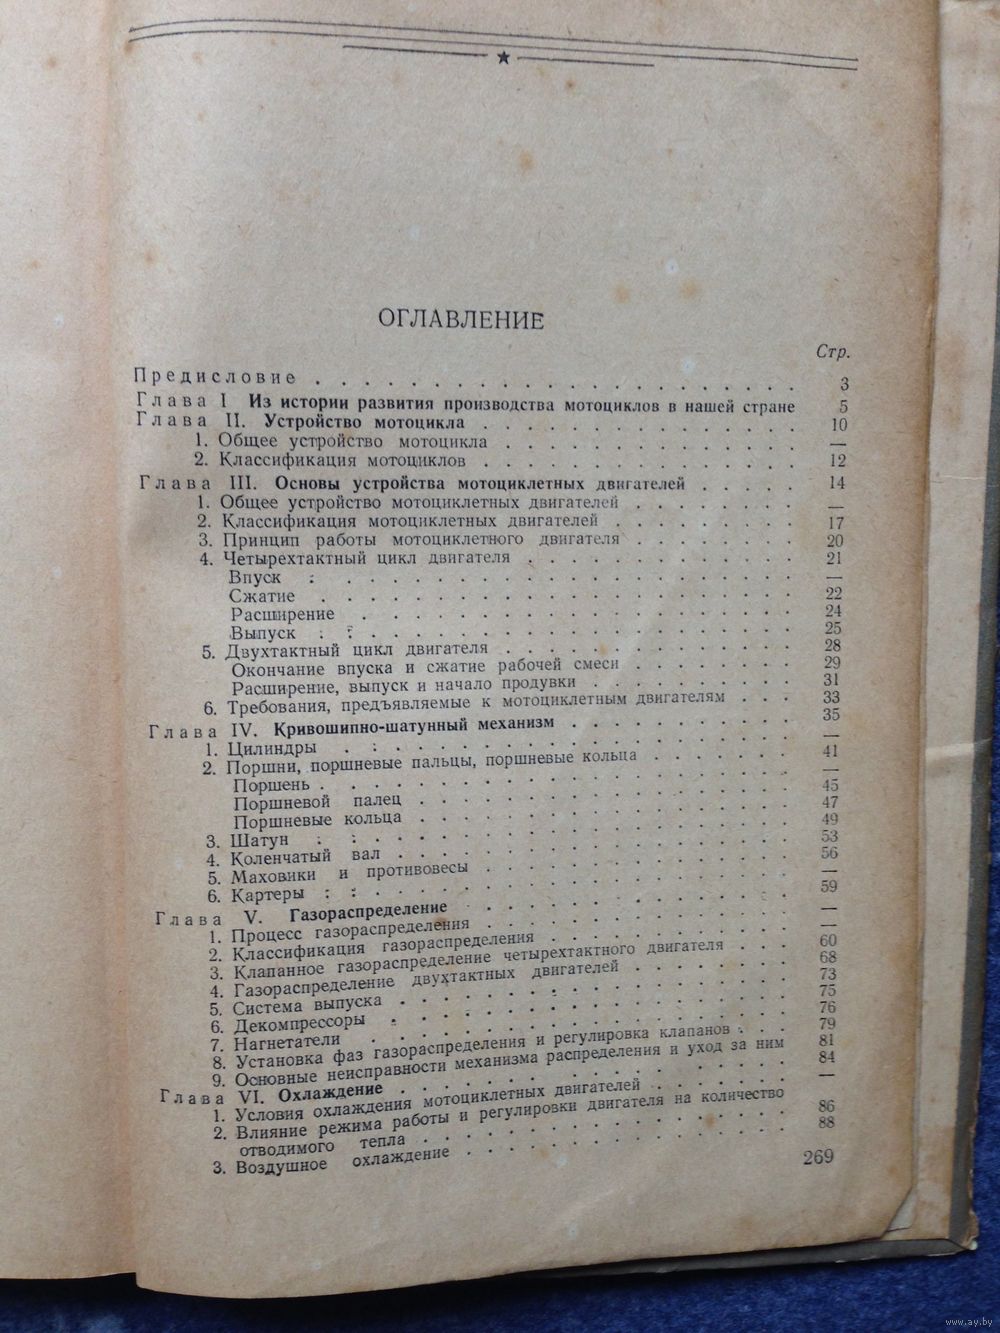 ОГЛАВЛЕНИЕ
Стр.
Предисловие . . . . . . . . . . . . . . . . . . . . . . 3
Глава I Из истории развития производства мотоциклов в нашей стране 5
Глава II. Устройство мотоцикла . . . . . . . . . . . . . . 10
1. Общее устройство мотоцикла . . . . . . . . . . . . . —
2. Классификация мотоциклов . . . . . . . . . . . . . . 12
Глава III. Основы устройства мотоциклетных двигателей . . . . . 14
1. Общее устройство мотоциклетных двигателей . . . . . . . —
2. Классификация мотоциклетных двигателей . . . . . . . . 17
3. Принцип работы мотоциклетного двигателя . . . . . . . 20
4. Четырехтактный цикл двигателя . . . . . . . . . . . . 21
Впуск . . . . . . . . . . . . . . . . . . . . . —
Сжатие . . . . . . . . . . . . . . . . . . . . 22
Расширение . . . . . . . . . . . . . . . . . . 24
Выпуск . . . . . . . . . . . . . . . . . . . . 25
5. Двухтактный цикл двигателя . . . . . . . . . . . . . 28
Окончание впуска и сжатие рабочей смеси . . . . . . . 29
Расширение, выпуск и начало продувки . . . . . . . . 31
6. Требования, предъявляемые к мотоциклетным двигателям . . . 33
Глава IV. Кривошипно-шатунный механизм . . . . . . . . . . 35
1. Цилиндры . . . . . . . . . . . . . . . . . . . —
2. Поршни, поршневые пальцы, поршневые кольца . . . . . . 41
Поршень . . . . . . . . . . . . . . . . . . . —
Поршневой палец . . . . . . . . . . . . . . . . 45
Поршневые кольца . . . . . . . . . . . . . . . . 47
3. Шатун . . . . . . . . . . . . . . . . . . . . 49
4. Коленчатый вал . . . . . . . . . . . . . . . . . 53
5. Маховики и противовесы . . . . . . . . . . . . . . 56
6. Картеры . . . . . . . . . . . . . . . . . . . —
Глава V. Газораспределение . . . . . . . . . . . . . . . 59
1. Процесс газораспределения . . . . . . . . . . . . . —
2. Классификация газораспределения . . . . . . . . . . . —
3. Клапанное газораспределение четырехтактного двигателя . . . 60
4. Газораспределение двухтактных двигателей . . . . . . . 68
5. Система выпуска . . . . . . . . . . . . . . . . 73
6. Декомпрессоры . . . . . . . . . . . . . . . . . 75
7. Нагнетатели . . . . . . . . . . . . . . . . . . 76
8. Установка фаз газораспределения и регулировка клапанов . . . 79
9. Основные неисправности механизма распределения и уход за ним 81
Глава VI. Охлаждение . . . . . . . . . . . . . . . . . 84
1. Условия охлаждения мотоциклетных двигателей . . . . . . —
2. Влияние режима работы и регулировки двигателя на количество
отводимого тепла . . . . . . . . . . . . . . . . 86
3. Воздушное охлаждение . . . . . . . . . . . . . . 88
269
www.ay.by